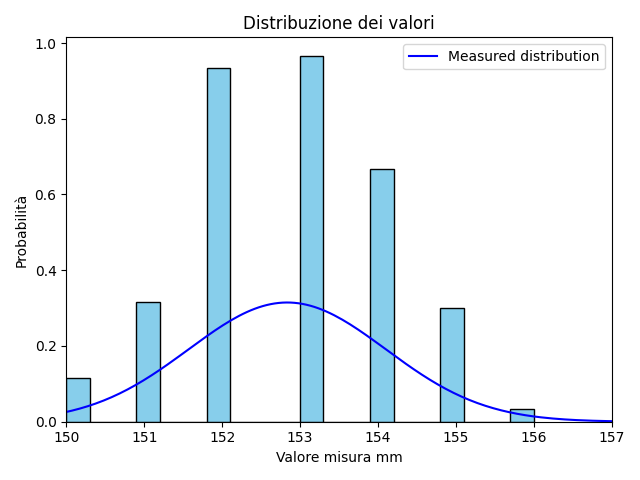 Distribuzione dei valori
Measured distribution
Probabilità
1.0
0.8
0.6
0.4
0.2
0.0
150 151 152 153 154 155 156 157
Valore misura mm